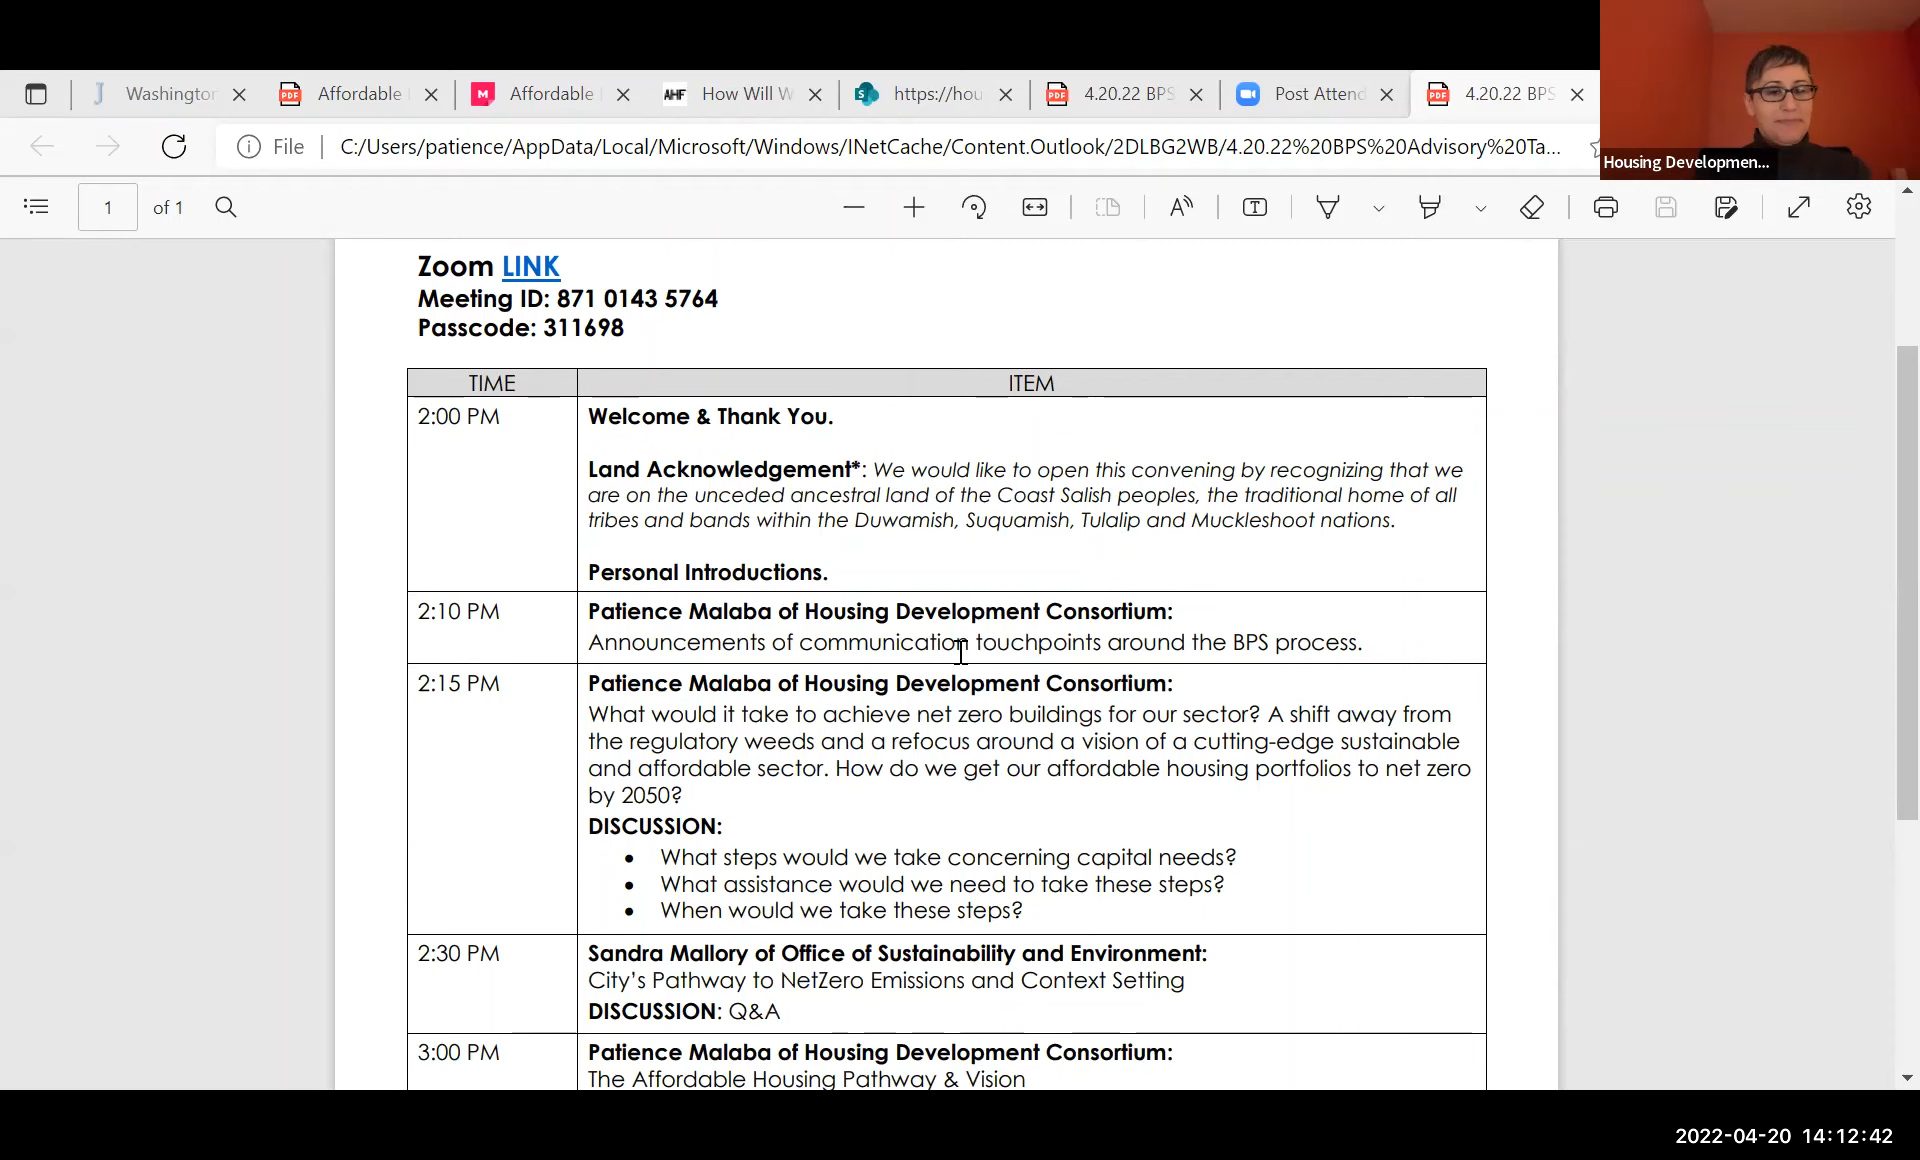 Washington
Affordable
Affordable
How Will W
https://hou
4.20.22 BPS
Post Attend
4.20.22 BPS
File
C:/Users/patience/AppData/Local/Microsoft/Windows/INetCache/Content.Outlook/2DLBG2WB/4.20.22%20BPS%20Advisory%20Ta...
Housing Developmen...
1 of 1
Zoom LINK
Meeting ID: 871 0143 5764
Passcode: 311698
TIME ITEM
2:00 PM Welcome & Thank You.
Land Acknowledgement*: We would like to open this convening by recognizing that we
are on the unceded ancestral land of the Coast Salish peoples, the traditional home of all
tribes and bands within the Duwamish, Suquamish, Tulalip and Muckleshoot nations.
Personal Introductions.
2:10 PM Patience Malaba of Housing Development Consortium:
Announcements of communication touchpoints around the BPS process.
2:15 PM Patience Malaba of Housing Development Consortium:
What would it take to achieve net zero buildings for our sector? A shift away from
the regulatory weeds and a refocus around a vision of a cutting-edge sustainable
and affordable sector. How do we get our affordable housing portfolios to net zero
by 2050?
DISCUSSION:
• What steps would we take concerning capital needs?
• What assistance would we need to take these steps?
• When would we take these steps?
2:30 PM Sandra Mallory of Office of Sustainability and Environment:
City’s Pathway to NetZero Emissions and Context Setting
DISCUSSION: Q&A
3:00 PM Patience Malaba of Housing Development Consortium:
The Affordable Housing Pathway & Vision
2022-04-20 14:12:42